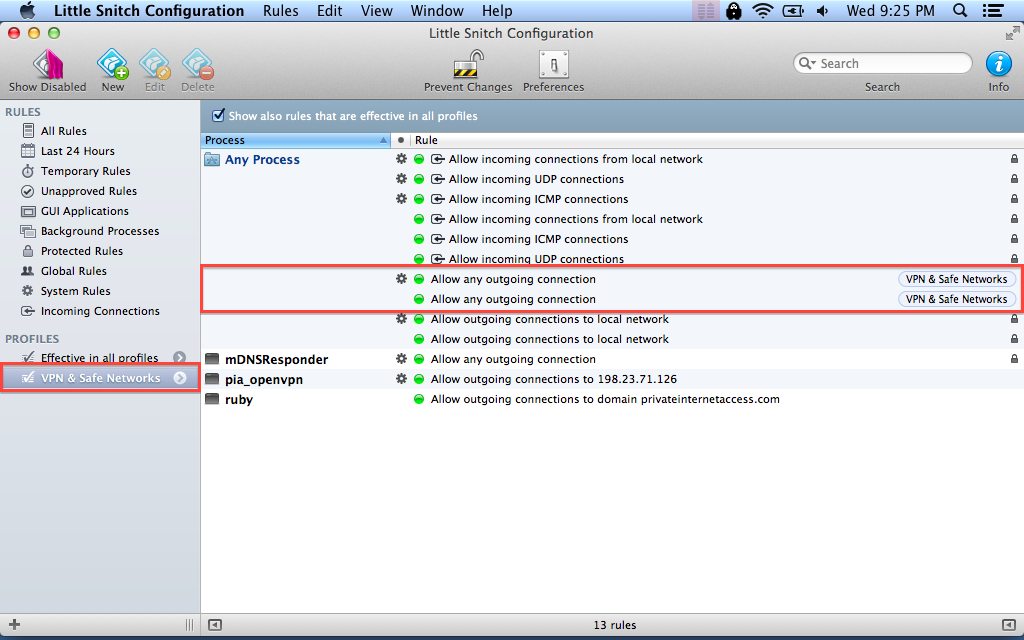 Little Snitch Configuration Rules Edit View Window Help Wed 9:25 PM
Little Snitch Configuration
Show Disabled New Edit Delete Prevent Changes Preferences Search Search Info
RULES
All Rules
Last 24 Hours
Temporary Rules
Unapproved Rules
GUI Applications
Background Processes
Protected Rules
Global Rules
System Rules
Incoming Connections
PROFILES
Effective in all profiles
VPN & Safe Networks
Show also rules that are effective in all profiles
Process Rule
Any Process Allow incoming connections from local network
Allow incoming UDP connections
Allow incoming ICMP connections
Allow incoming connections from local network
Allow incoming ICMP connections
Allow incoming UDP connections
Allow any outgoing connection VPN & Safe Networks
Allow any outgoing connection VPN & Safe Networks
Allow outgoing connections to local network
Allow outgoing connections to local network
mDNSResponder Allow any outgoing connection
pia_openvpn Allow outgoing connections to 198.23.71.126
ruby Allow outgoing connections to domain privateinternetaccess.com
13 rules